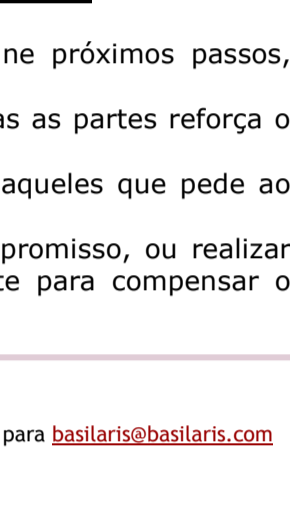 ne próximos passos,
as as partes reforça o
aqueles que pede ao
promisso, ou realizar
te para compensar o
para basilaris@basilaris.com